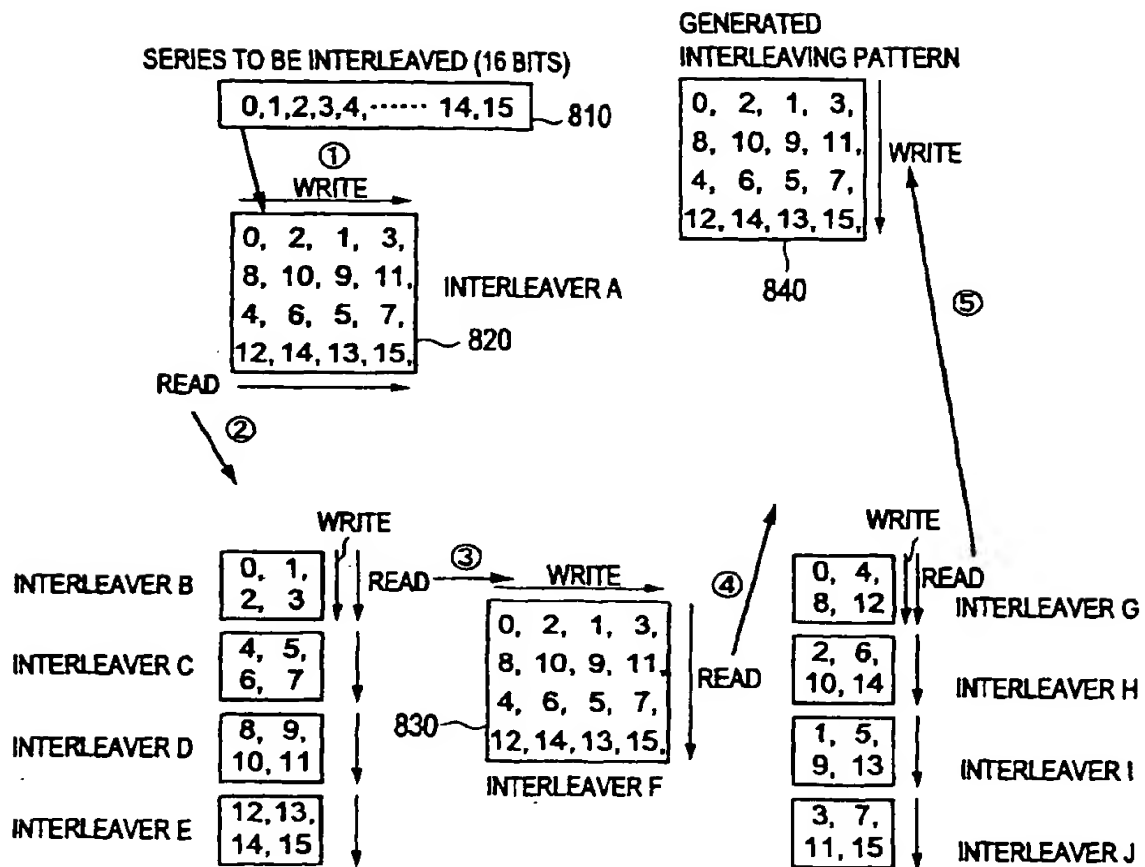 GENERATED
INTERLEAVING PATTERN
SERIES TO BE INTERLEAVED (16 BITS)
0,1,2,3,4,⋯⋯ 14,15
810
0, 2, 1, 3,
8, 10, 9, 11,
4, 6, 5, 7,
12, 14, 13, 15,
WRITE
840
①
WRITE
0, 2, 1, 3,
8, 10, 9, 11,
4, 6, 5, 7,
12, 14, 13, 15,
INTERLEAVER A
820
READ
②
⑤
WRITE
INTERLEAVER B
0, 1,
2, 3
READ
③
WRITE
INTERLEAVER C
4, 5,
6, 7
INTERLEAVER D
8, 9,
10, 11
INTERLEAVER E
12, 13,
14, 15
0, 2, 1, 3,
8, 10, 9, 11,
4, 6, 5, 7,
12, 14, 13, 15,
830
INTERLEAVER F
READ
④
WRITE
0, 4,
8, 12
READ
INTERLEAVER G
2, 6,
10, 14
INTERLEAVER H
1, 5,
9, 13
INTERLEAVER I
3, 7,
11, 15
INTERLEAVER J